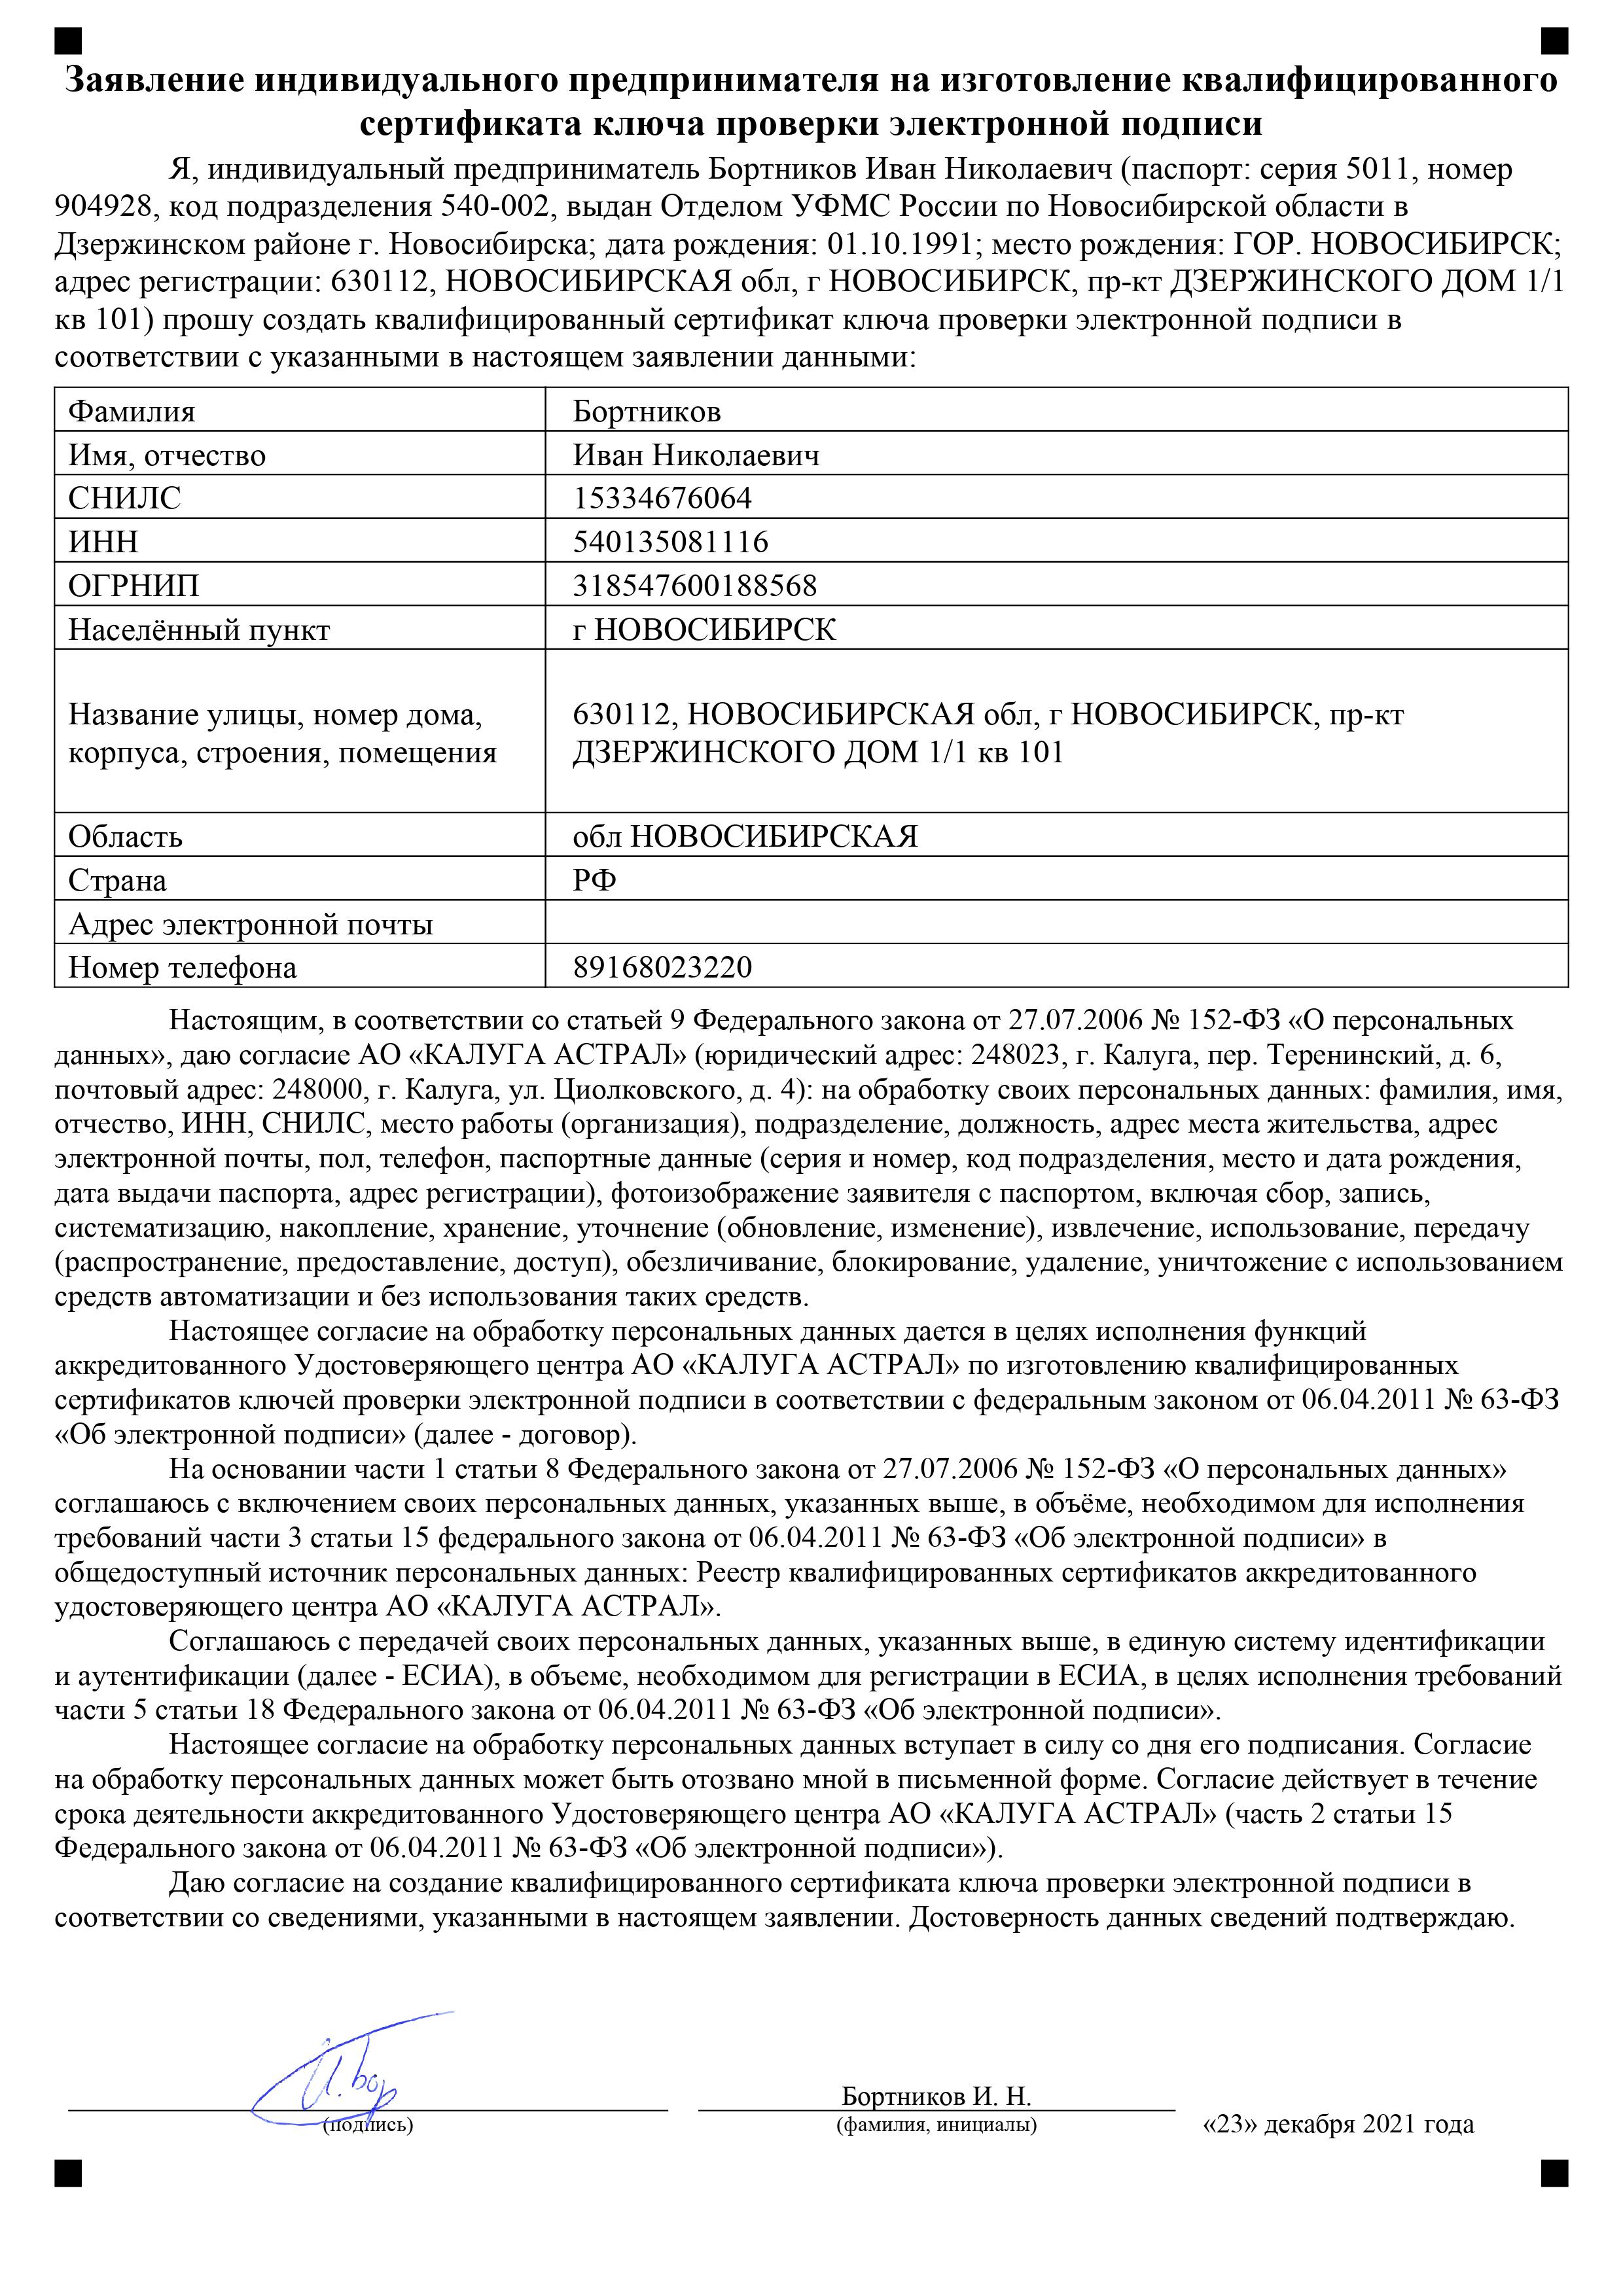 Заявление индивидуального предпринимателя на изготовление квалифицированного
сертификата ключа проверки электронной подписи
Я, индивидуальный предприниматель Бортников Иван Николаевич (паспорт: серия 5011, номер
904928, код подразделения 540-002, выдан Отделом УФМС России по Новосибирской области в
Дзержинском районе г. Новосибирска; дата рождения: 01.10.1991; место рождения: ГОР. НОВОСИБИРСК;
адрес регистрации: 630112, НОВОСИБИРСКАЯ обл, г НОВОСИБИРСК, пр-кт ДЗЕРЖИНСКОГО ДОМ 1/1
кв 101) прошу создать квалифицированный сертификат ключа проверки электронной подписи в
соответствии с указанными в настоящем заявлении данными:
Фамилия Бортников
Имя, отчество Иван Николаевич
СНИЛС 15334676064
ИНН 540135081116
ОГРНИП 318547600188568
Населённый пункт г НОВОСИБИРСК
Название улицы, номер дома, 630112, НОВОСИБИРСКАЯ обл, г НОВОСИБИРСК, пр-кт
корпуса, строения, помещения ДЗЕРЖИНСКОГО ДОМ 1/1 кв 101
Область обл НОВОСИБИРСКАЯ
Страна РФ
Адрес электронной почты
Номер телефона 89168023220
Настоящим, в соответствии со статьей 9 Федерального закона от 27.07.2006 № 152-ФЗ «О персональных
данных», даю согласие АО «КАЛУГА АСТРАЛ» (юридический адрес: 248023, г. Калуга, пер. Теренинский, д. 6,
почтовый адрес: 248000, г. Калуга, ул. Циолковского, д. 4): на обработку своих персональных данных: фамилия, имя,
отчество, ИНН, СНИЛС, место работы (организация), подразделение, должность, адрес места жительства, адрес
электронной почты, пол, телефон, паспортные данные (серия и номер, код подразделения, место и дата рождения,
дата выдачи паспорта, адрес регистрации), фотоизображение заявителя с паспортом, включая сбор, запись,
систематизацию, накопление, хранение, уточнение (обновление, изменение), извлечение, использование, передачу
(распространение, предоставление, доступ), обезличивание, блокирование, удаление, уничтожение с использованием
средств автоматизации и без использования таких средств.
Настоящее согласие на обработку персональных данных дается в целях исполнения функций
аккредитованного Удостоверяющего центра АО «КАЛУГА АСТРАЛ» по изготовлению квалифицированных
сертификатов ключей проверки электронной подписи в соответствии с федеральным законом от 06.04.2011 № 63-ФЗ
«Об электронной подписи» (далее - договор).
На основании части 1 статьи 8 Федерального закона от 27.07.2006 № 152-ФЗ «О персональных данных»
соглашаюсь с включением своих персональных данных, указанных выше, в объёме, необходимом для исполнения
требований части 3 статьи 15 федерального закона от 06.04.2011 № 63-ФЗ «Об электронной подписи» в
общедоступный источник персональных данных: Реестр квалифицированных сертификатов аккредитованного
удостоверяющего центра АО «КАЛУГА АСТРАЛ».
Соглашаюсь с передачей своих персональных данных, указанных выше, в единую систему идентификации
и аутентификации (далее - ЕСИА), в объеме, необходимом для регистрации в ЕСИА, в целях исполнения требований
части 5 статьи 18 Федерального закона от 06.04.2011 № 63-ФЗ «Об электронной подписи».
Настоящее согласие на обработку персональных данных вступает в силу со дня его подписания. Согласие
на обработку персональных данных может быть отозвано мной в письменной форме. Согласие действует в течение
срока деятельности аккредитованного Удостоверяющего центра АО «КАЛУГА АСТРАЛ» (часть 2 статьи 15
Федерального закона от 06.04.2011 № 63-ФЗ «Об электронной подписи»).
Даю согласие на создание квалифицированного сертификата ключа проверки электронной подписи в
соответствии со сведениями, указанными в настоящем заявлении. Достоверность данных сведений подтверждаю.
И.Бор
Бортников И. Н.
(подпись) (фамилия, инициалы) «23» декабря 2021 года